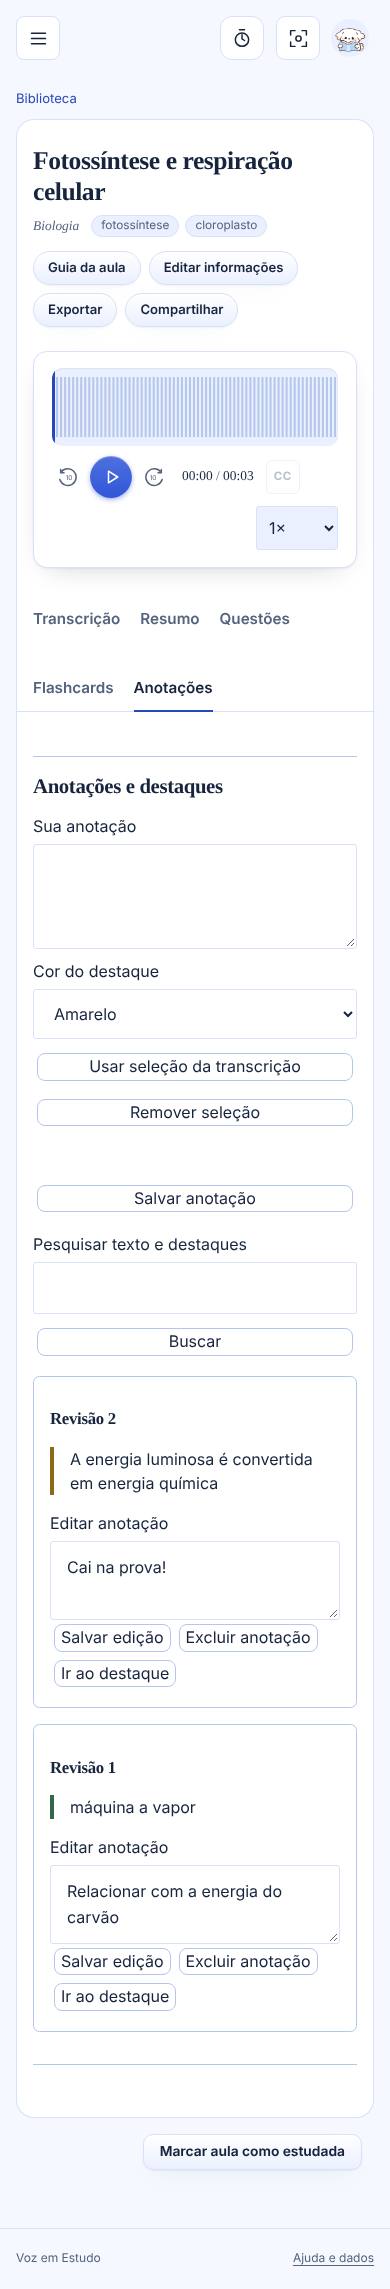 Biblioteca
Fotossíntese e respiração
celular
Biologia fotossíntese cloroplasto
Guia da aula Editar informações
Exportar Compartilhar
10 10 00:00 / 00:03 CC
1×
Transcrição Resumo Questões
Flashcards Anotações
Anotações e destaques
Sua anotação
Cor do destaque
Amarelo
Usar seleção da transcrição
Remover seleção
Salvar anotação
Pesquisar texto e destaques
Buscar
Revisão 2
A energia luminosa é convertida
em energia química
Editar anotação
Cai na prova!
Salvar edição Excluir anotação
Ir ao destaque
Revisão 1
máquina a vapor
Editar anotação
Relacionar com a energia do
carvão
Salvar edição Excluir anotação
Ir ao destaque
Marcar aula como estudada
Voz em Estudo Ajuda e dados